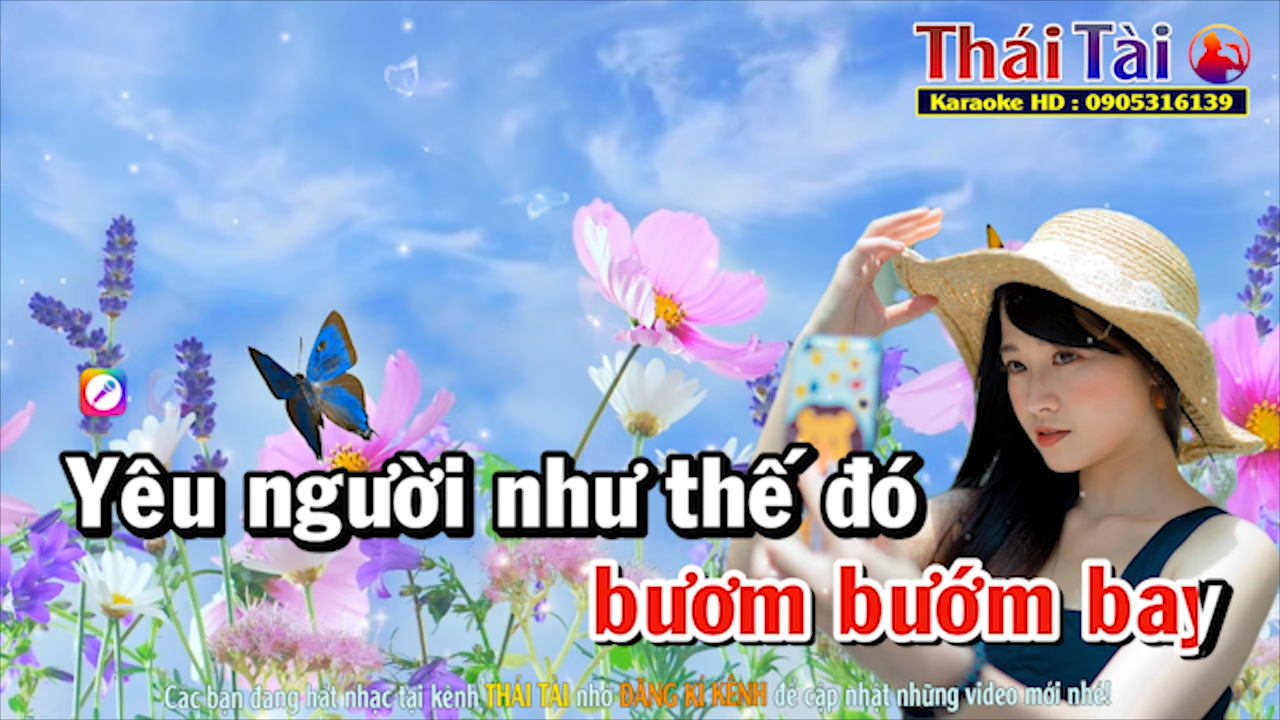 Thái Tài
Karaoke HD : 0905316139
Yêu người như thế đó
bươm bướm bay
Các bạn đang hát nhạc tại kênh THÁI TÀI nhớ ĐĂNG KÍ KÊNH để cập nhật những video mới nhé!